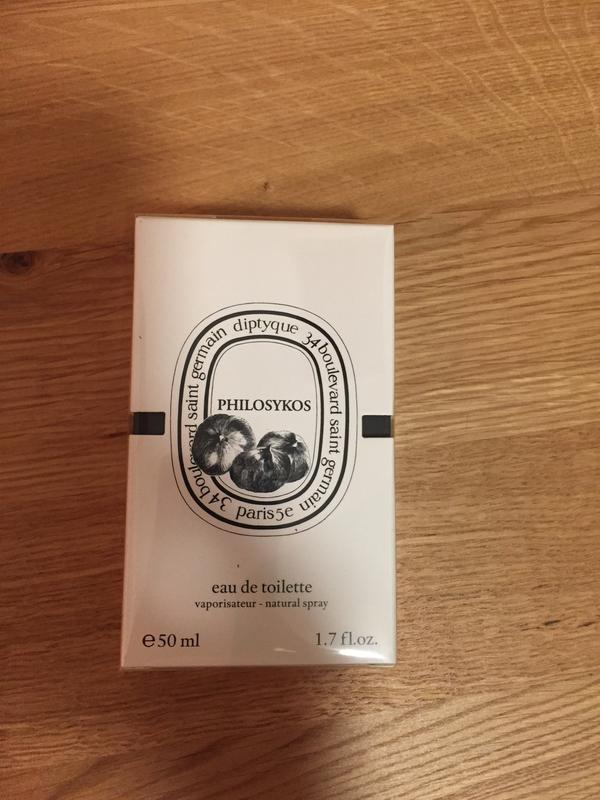 diptyque 34 boulevard saint germain paris 5e 34 boulevard saint germain
PHILOSYKOS
eau de toilette
vaporisateur - natural spray
e 50 ml
1.7 fl.oz.